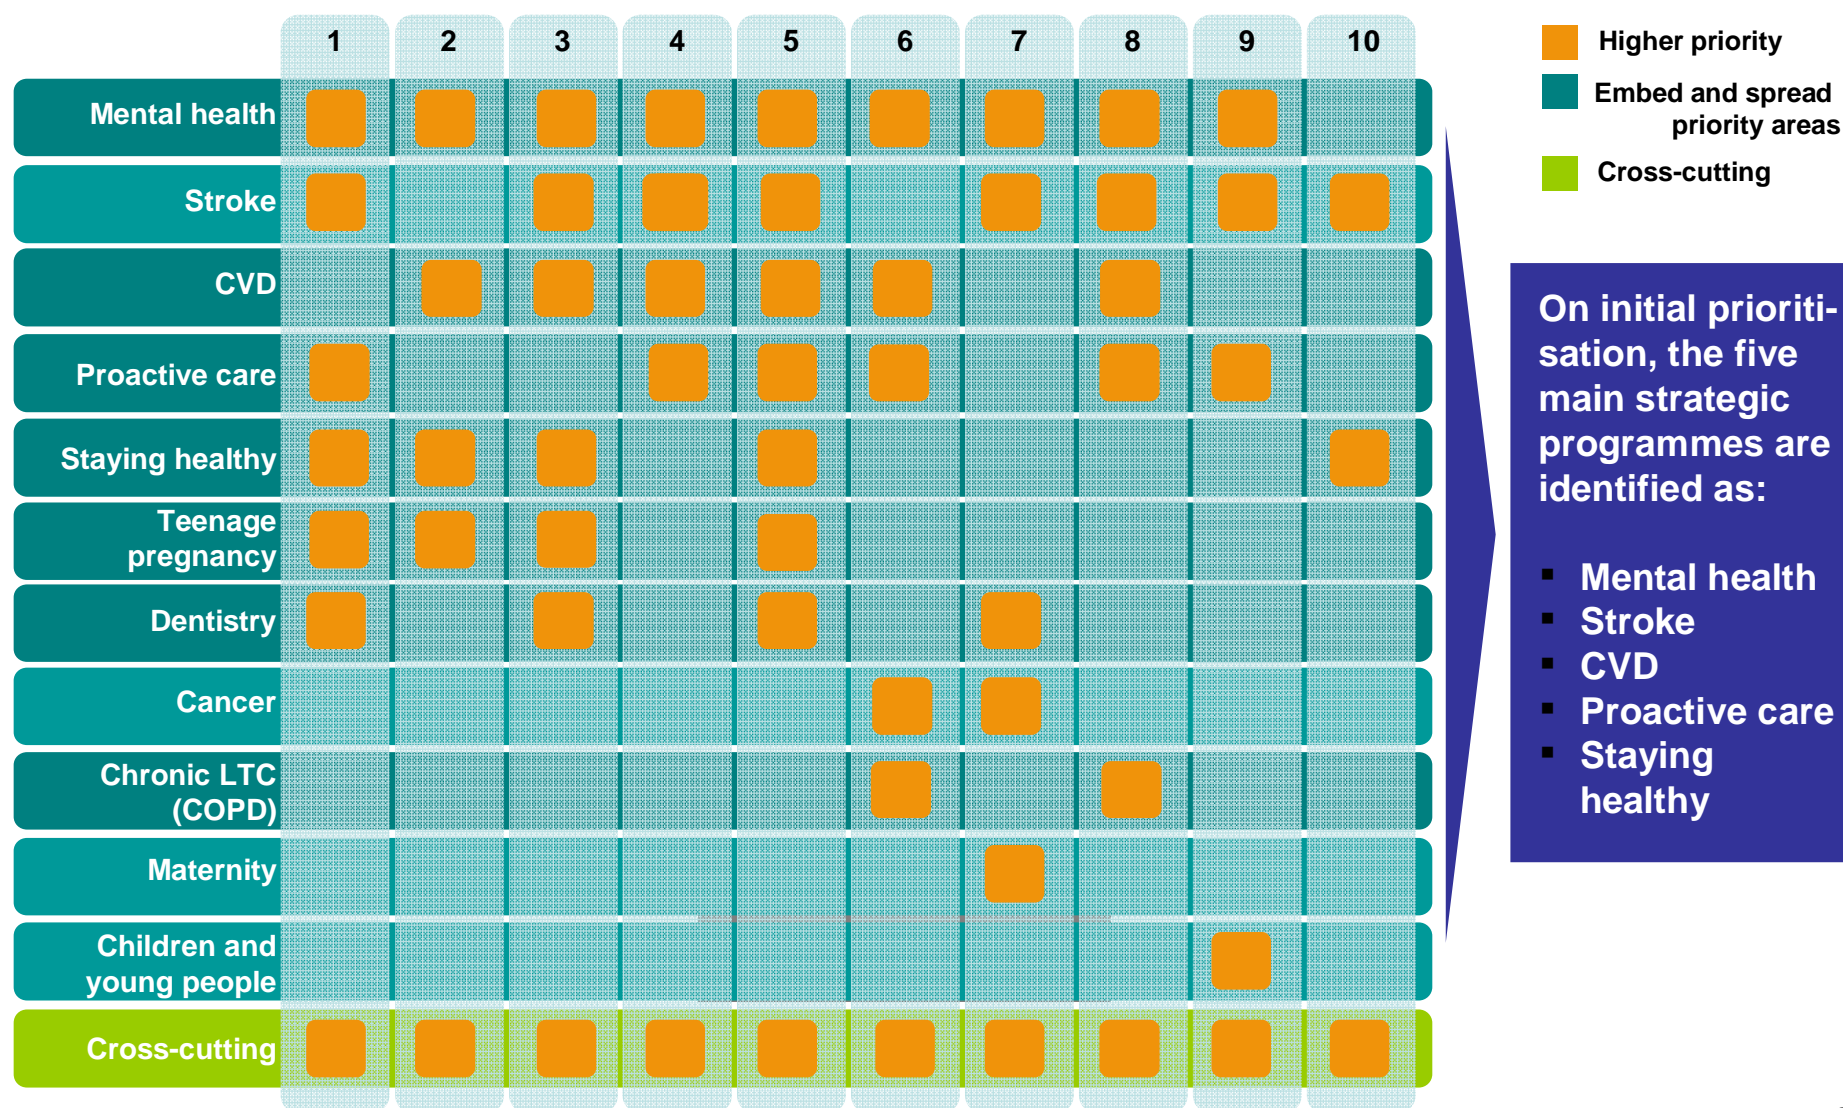 1 2 3 4 5 6 7 8 9 10
Mental health
Stroke
CVD
Proactive care
Staying healthy
Teenage
pregnancy
Dentistry
Cancer
Chronic LTC
(COPD)
Maternity
Children and
young people
Cross-cutting
Higher priority
Embed and spread
priority areas
Cross-cutting
On initial prioriti-
sation, the five
main strategic
programmes are
identified as:
▪ Mental health
▪ Stroke
▪ CVD
▪ Proactive care
▪ Staying
healthy